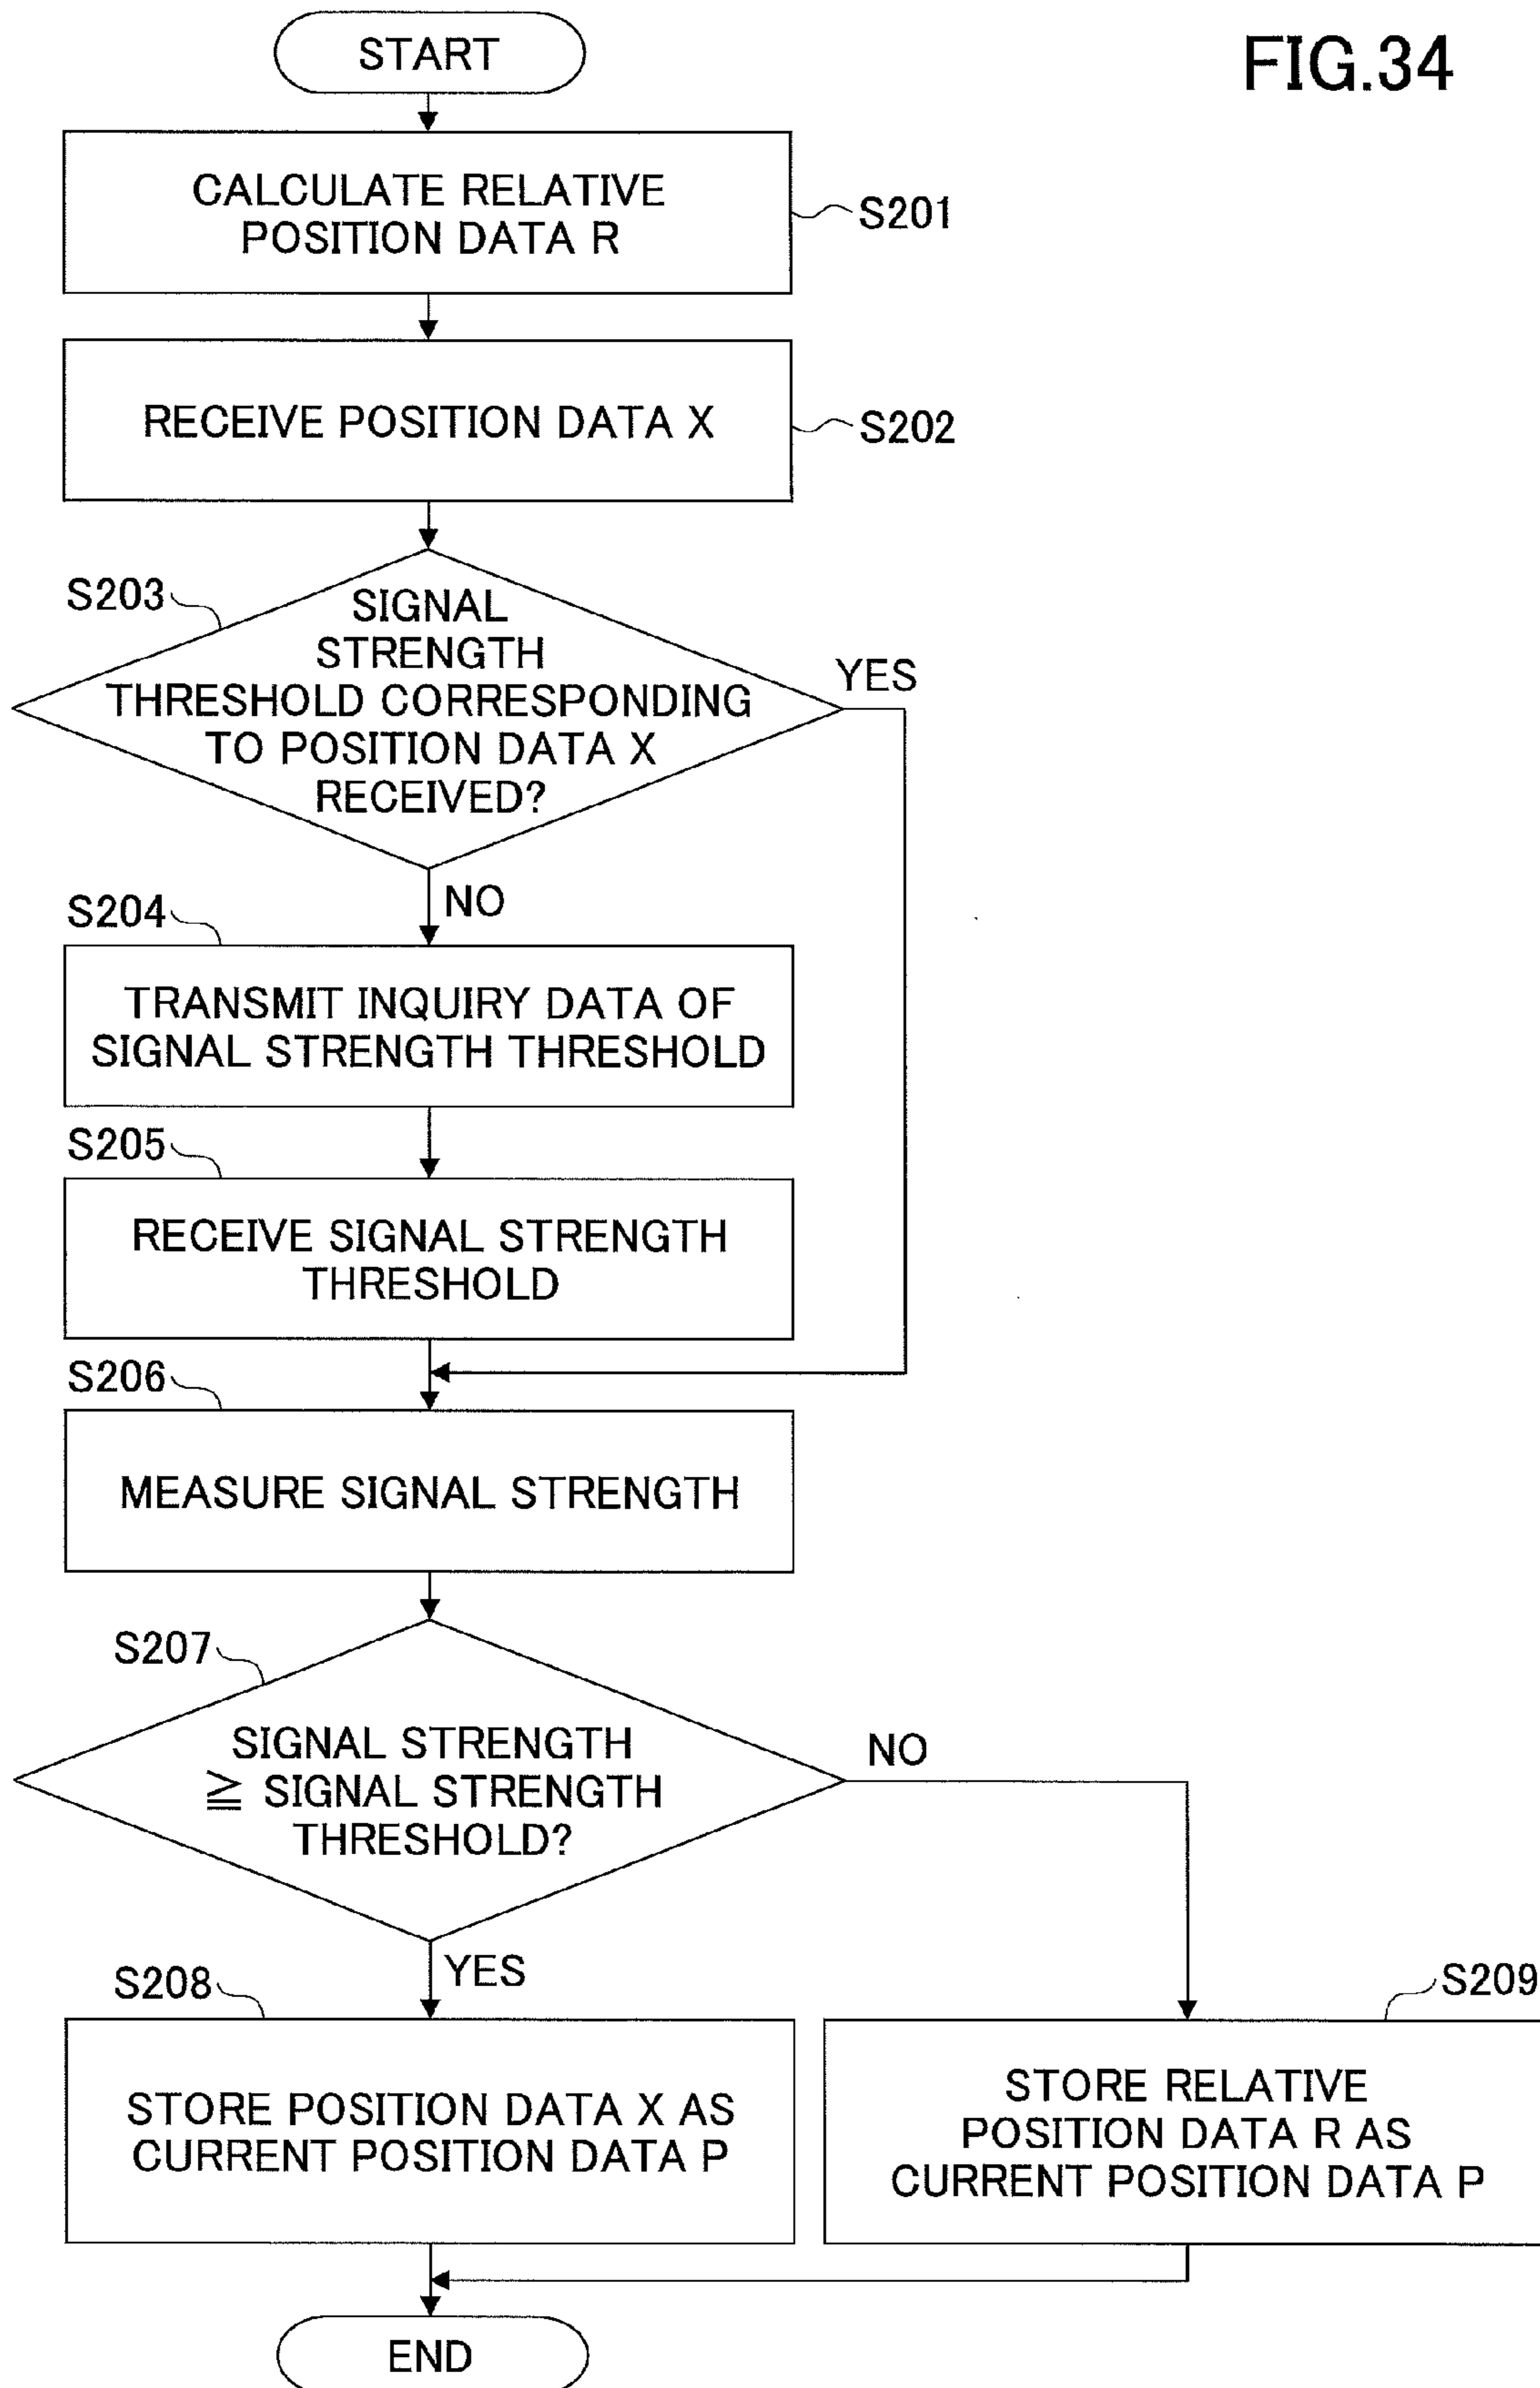 START
FIG.34
CALCULATE RELATIVE
POSITION DATA R
S201
RECEIVE POSITION DATA X
S202
S203
SIGNAL
STRENGTH
THRESHOLD CORRESPONDING
TO POSITION DATA X
RECEIVED?
YES
NO
S204
TRANSMIT INQUIRY DATA OF
SIGNAL STRENGTH THRESHOLD
S205
RECEIVE SIGNAL STRENGTH
THRESHOLD
S206
MEASURE SIGNAL STRENGTH
S207
SIGNAL STRENGTH
≧ SIGNAL STRENGTH
THRESHOLD?
NO
YES
S208
STORE POSITION DATA X AS
CURRENT POSITION DATA P
S209
STORE RELATIVE
POSITION DATA R AS
CURRENT POSITION DATA P
END